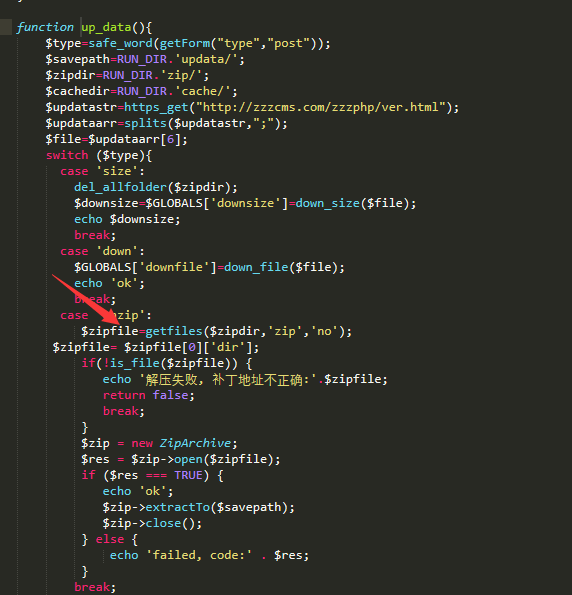 function up_data(){
$type=safe_word(getForm("type","post"));
$savepath=RUN_DIR.'updata/';
$zipdir=RUN_DIR.'zip/';
$cachedir=RUN_DIR.'cache/';
$updatastr=https_get("http://zzzcms.com/zzzphp/ver.html");
$updataarr=splits($updatastr,";");
$file=$updataarr[6];
switch ($type){
case 'size':
del_allfolder($zipdir);
$downsize=$GLOBALS['downsize']=down_size($file);
echo $downsize;
break;
case 'down':
$GLOBALS['downfile']=down_file($file);
echo 'ok';
break;
case zip':
$zipfile=getfiles($zipdir,'zip','no');
$zipfile= $zipfile[0]['dir'];
if(!is_file($zipfile)) {
echo '解压失败, 补丁地址不正确:'.$zipfile;
return false;
break;
}
$zip = new ZipArchive;
$res = $zip->open($zipfile);
if ($res === TRUE) {
echo 'ok';
$zip->extractTo($savepath);
$zip->close();
} else {
echo 'failed, code:' . $res;
}
break;